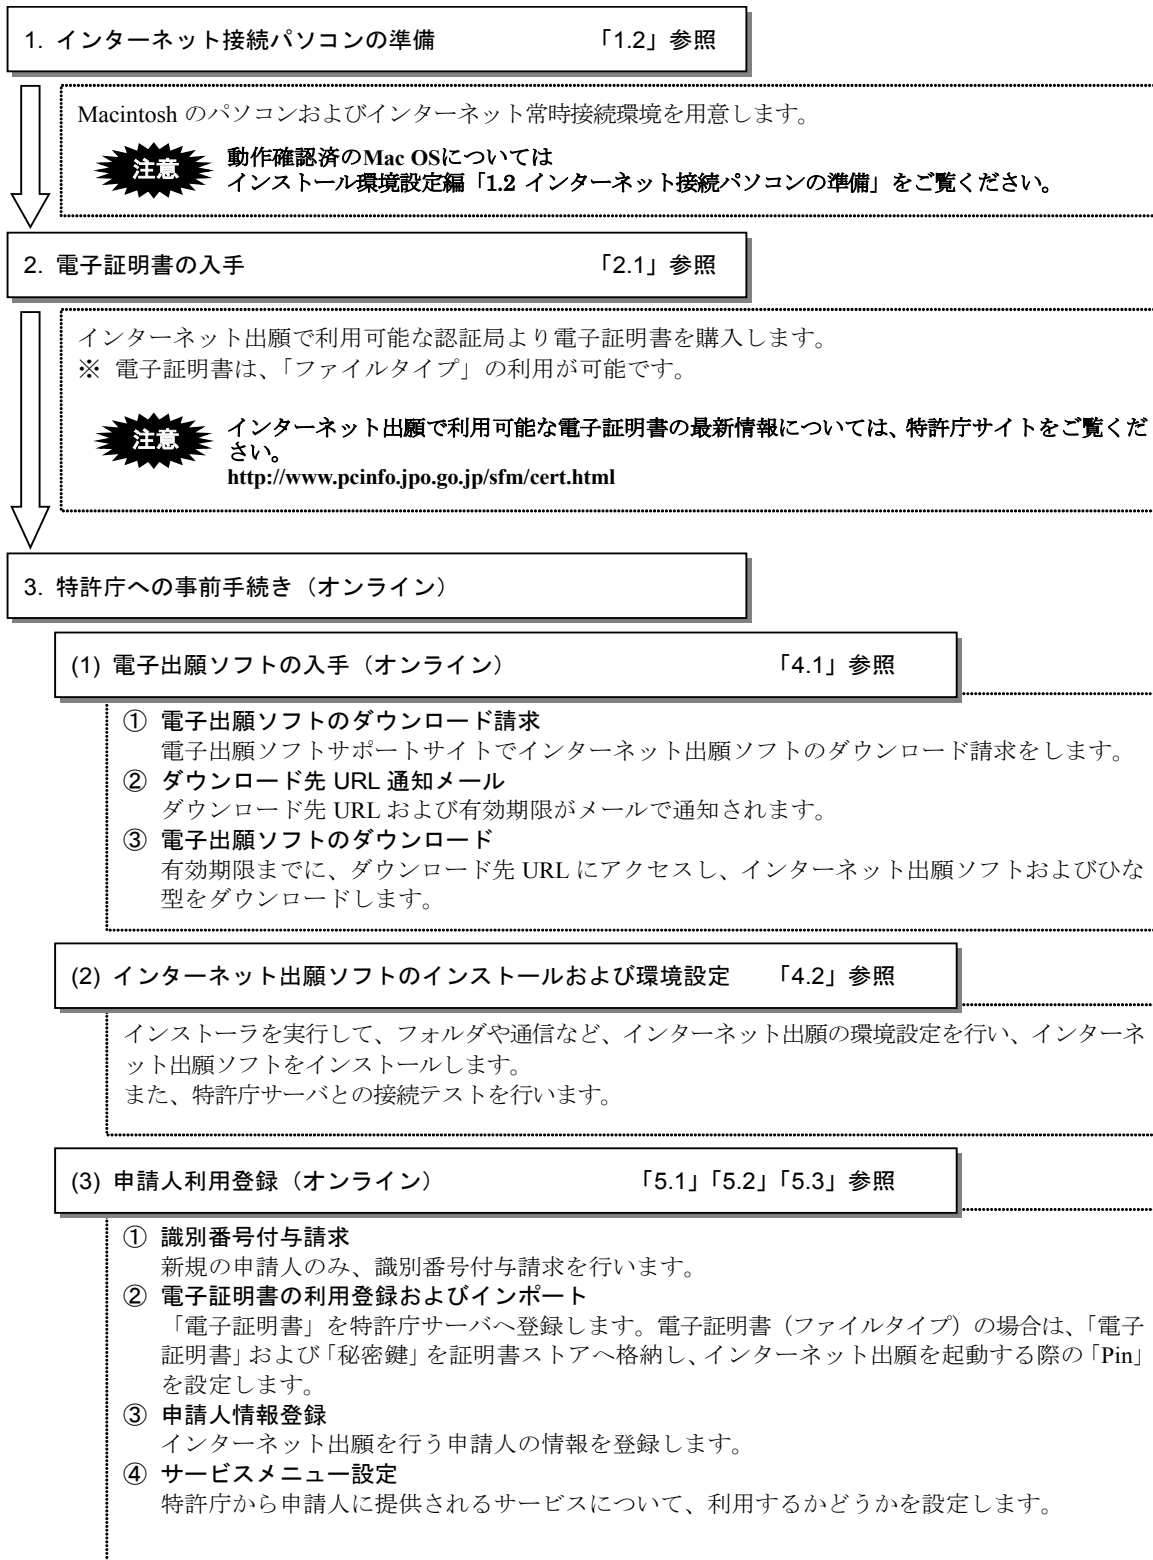 1. インターネット接続パソコンの準備 「1.2」参照
Macintosh のパソコンおよびインターネット常時接続環境を用意します。
注意
動作確認済のMac OSについては
インストール環境設定編「1.2 インターネット接続パソコンの準備」をご覧ください。
2. 電子証明書の入手 「2.1」参照
インターネット出願で利用可能な認証局より電子証明書を購入します。
※ 電子証明書は、「ファイルタイプ」の利用が可能です。
注意
インターネット出願で利用可能な電子証明書の最新情報については、特許庁サイトをご覧くだ
さい。
http://www.pcinfo.jpo.go.jp/sfm/cert.html
3. 特許庁への事前手続き（オンライン）
(1) 電子出願ソフトの入手（オンライン） 「4.1」参照
① 電子出願ソフトのダウンロード請求
電子出願ソフトサポートサイトでインターネット出願ソフトのダウンロード請求をします。
② ダウンロード先 URL 通知メール
ダウンロード先 URL および有効期限がメールで通知されます。
③ 電子出願ソフトのダウンロード
有効期限までに、ダウンロード先 URL にアクセスし、インターネット出願ソフトおよびひな
型をダウンロードします。
(2) インターネット出願ソフトのインストールおよび環境設定 「4.2」参照
インストーラを実行して、フォルダや通信など、インターネット出願の環境設定を行い、インターネ
ット出願ソフトをインストールします。
また、特許庁サーバとの接続テストを行います。
(3) 申請人利用登録（オンライン） 「5.1」「5.2」「5.3」参照
① 識別番号付与請求
新規の申請人のみ、識別番号付与請求を行います。
② 電子証明書の利用登録およびインポート
「電子証明書」を特許庁サーバへ登録します。電子証明書（ファイルタイプ）の場合は、「電子
証明書」および「秘密鍵」を証明書ストアへ格納し、インターネット出願を起動する際の「Pin」
を設定します。
③ 申請人情報登録
インターネット出願を行う申請人の情報を登録します。
④ サービスメニュー設定
特許庁から申請人に提供されるサービスについて、利用するかどうかを設定します。